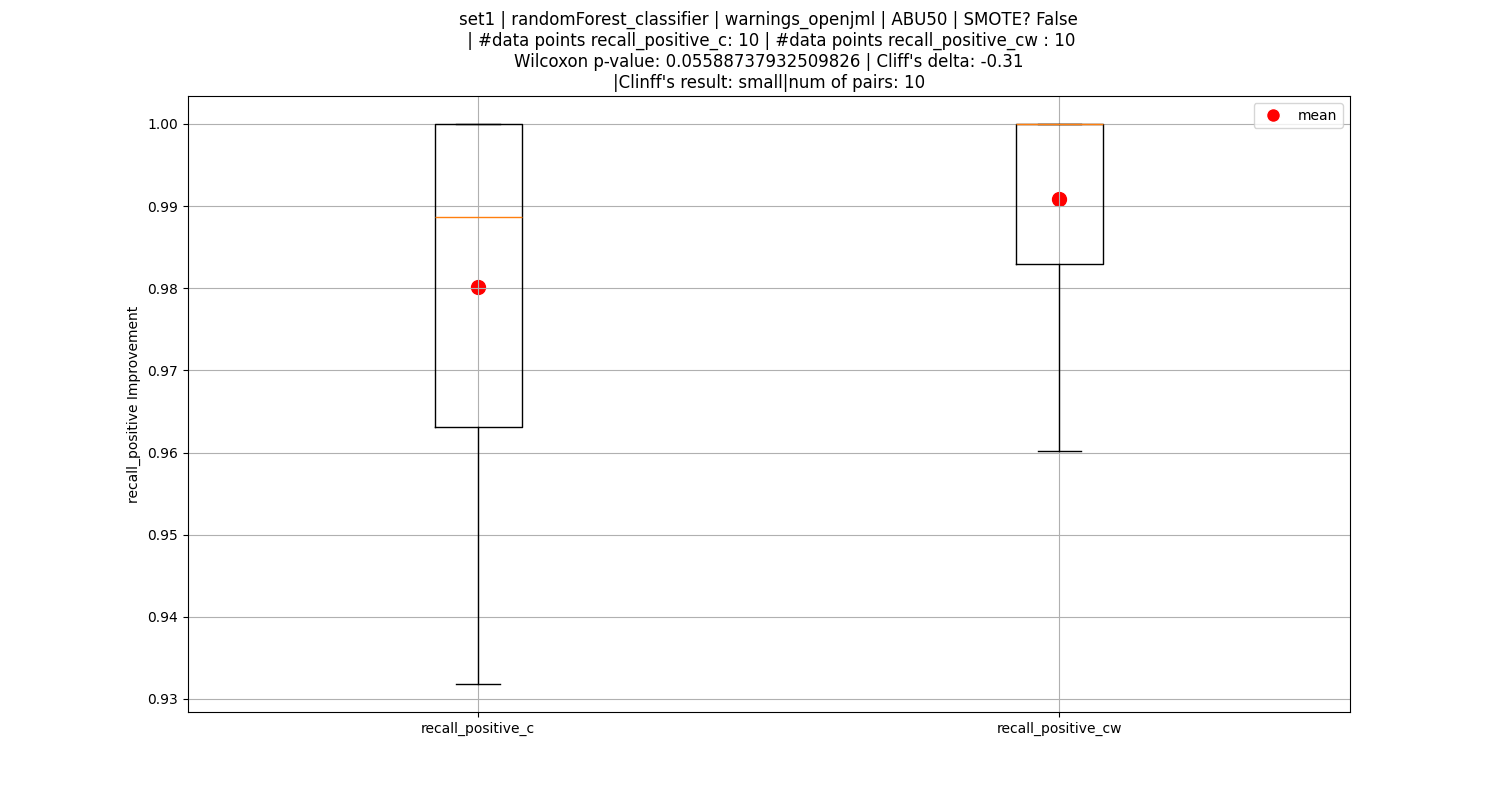 set1 | randomForest_classifier | warnings_openjml | ABU50 | SMOTE? False
| #data points recall_positive_c: 10 | #data points recall_positive_cw : 10
Wilcoxon p-value: 0.05588737932509826 | Cliff's delta: -0.31
|Clinff's result: small|num of pairs: 10
mean
1.00
0.99
0.98
0.97
0.96
0.95
0.94
0.93
recall_positive Improvement
recall_positive_c
recall_positive_cw